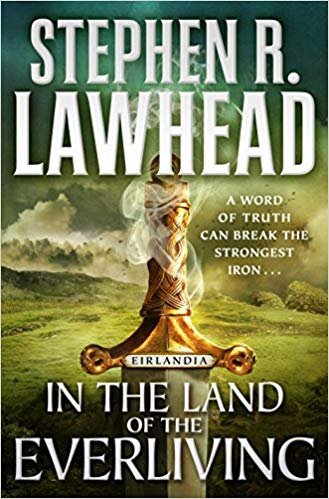 STEPHEN R.
LAWHEAD
A WORD
OF TRUTH
CAN BREAK THE
STRONGEST
IRON...
EIRLANDIA
IN THE LAND
OF THE
EVERLIVING